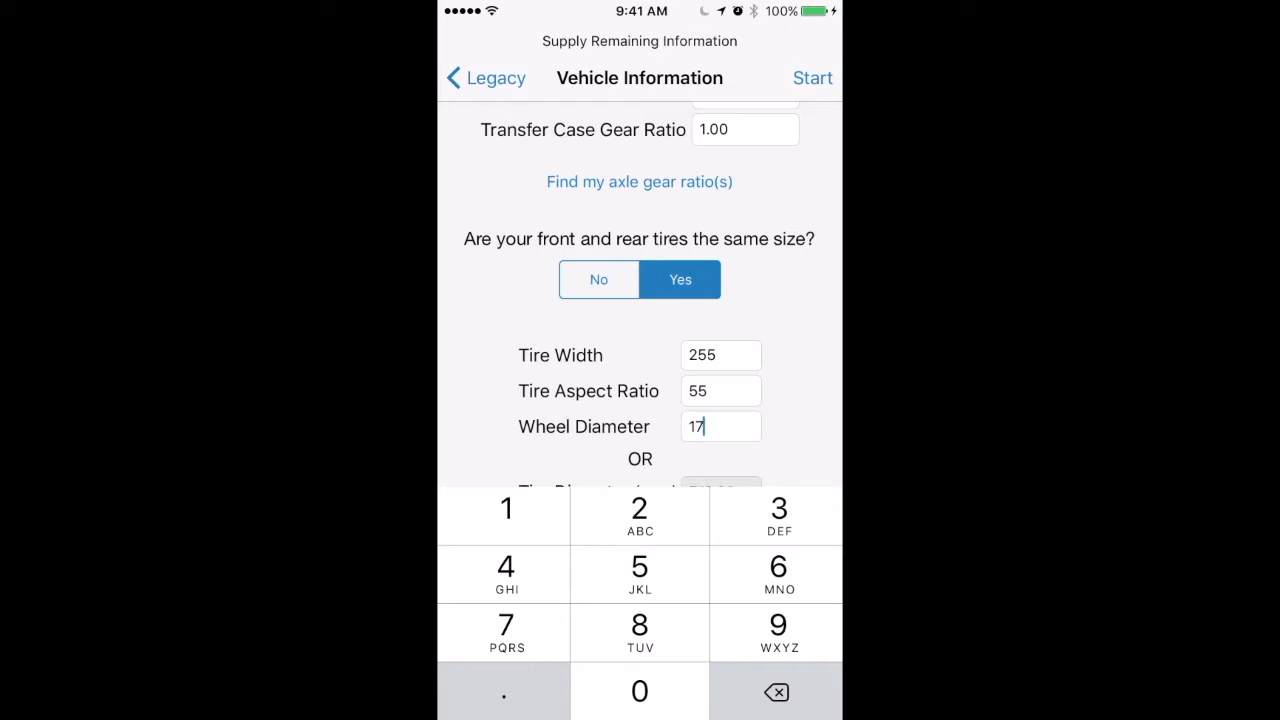 9:41 AM 100%
Supply Remaining Information
Legacy Vehicle Information Start
Transfer Case Gear Ratio 1.00
Find my axle gear ratio(s)
Are your front and rear tires the same size?
No Yes
Tire Width 255
Tire Aspect Ratio 55
Wheel Diameter 17
OR
1 2 3
ABC DEF
4 5 6
GHI JKL MNO
7 8 9
PQRS TUV WXYZ
. 0